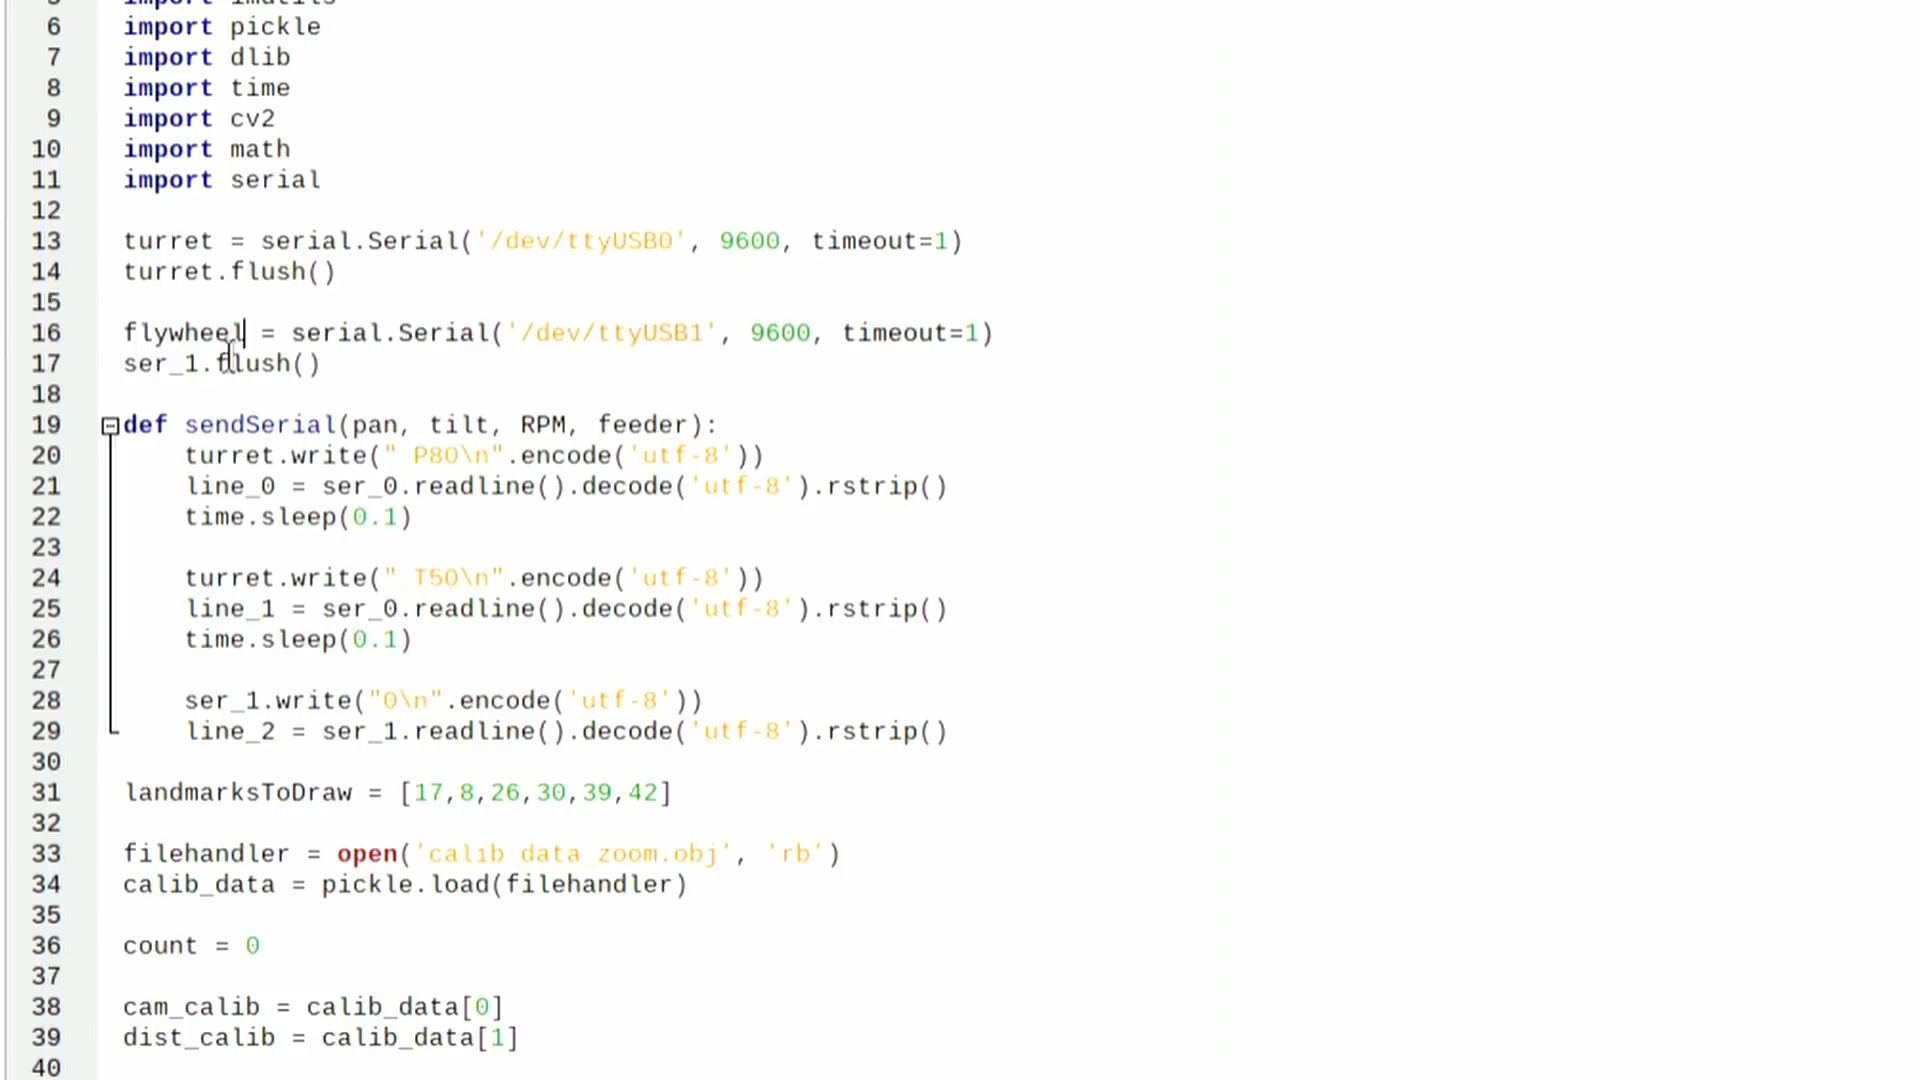 5 import imutils
6 import pickle
7 import dlib
8 import time
9 import cv2
10 import math
11 import serial
12
13 turret = serial.Serial('/dev/ttyUSB0', 9600, timeout=1)
14 turret.flush()
15
16 flywheel = serial.Serial('/dev/ttyUSB1', 9600, timeout=1)
17 ser_1.flush()
18
19 def sendSerial(pan, tilt, RPM, feeder):
20     turret.write(" P80\n".encode('utf-8'))
21     line_0 = ser_0.readline().decode('utf-8').rstrip()
22     time.sleep(0.1)
23
24     turret.write(" T50\n".encode('utf-8'))
25     line_1 = ser_0.readline().decode('utf-8').rstrip()
26     time.sleep(0.1)
27
28     ser_1.write("0\n".encode('utf-8'))
29     line_2 = ser_1.readline().decode('utf-8').rstrip()
30
31 landmarksToDraw = [17,8,26,30,39,42]
32
33 filehandler = open('calib_data_zoom.obj', 'rb')
34 calib_data = pickle.load(filehandler)
35
36 count = 0
37
38 cam_calib = calib_data[0]
39 dist_calib = calib_data[1]
40